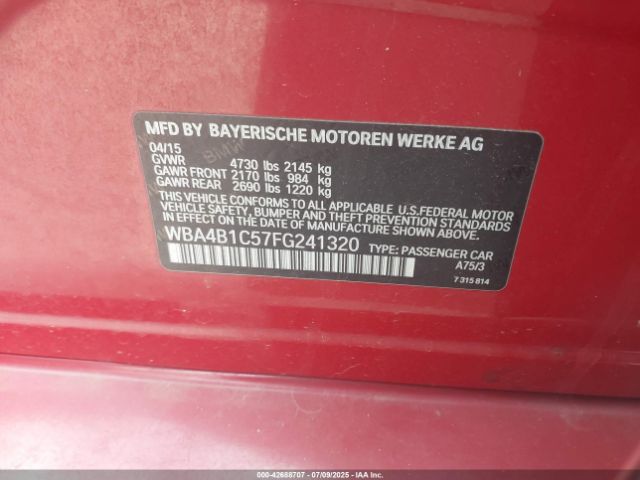 MFD BY BAYERISCHE MOTOREN WERKE AG
04/15
GVWR 4730 lbs 2145 kg
GAWR FRONT 2170 lbs 984 kg
GAWR REAR 2690 lbs 1220 kg
THIS VEHICLE CONFORMS TO ALL APPLICABLE U.S.FEDERAL MOTOR
VEHICLE SAFETY, BUMPER, AND THEFT PREVENTION STANDARDS
IN EFFECT ON THE DATE OF MANUFACTURE SHOWN ABOVE.
WBA4B1C57FG241320 TYPE: PASSENGER CAR
A75/3
7 315 814
000-42688707 - 07/09/2025 - IAA Inc.